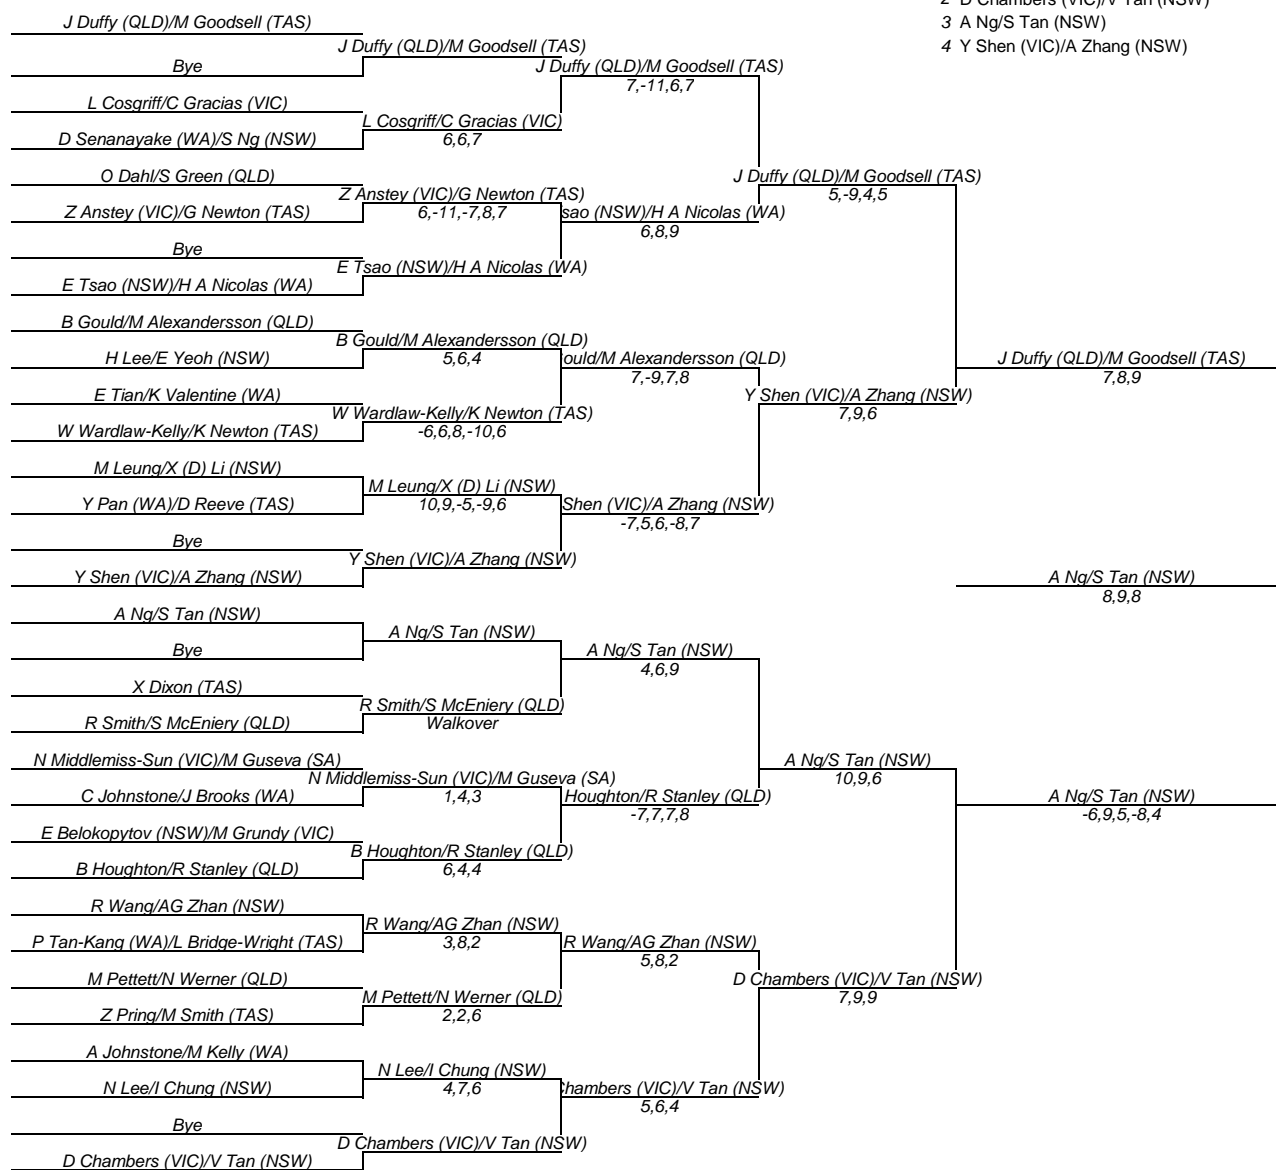 J Duffy (QLD)/M Goodsell (TAS)
Bye
L Cosgriff/C Gracias (VIC)
D Senanayake (WA)/S Ng (NSW)
O Dahl/S Green (QLD)
Z Anstey (VIC)/G Newton (TAS)
Bye
E Tsao (NSW)/H A Nicolas (WA)
B Gould/M Alexandersson (QLD)
H Lee/E Yeoh (NSW)
E Tian/K Valentine (WA)
W Wardlaw-Kelly/K Newton (TAS)
M Leung/X (D) Li (NSW)
Y Pan (WA)/D Reeve (TAS)
Bye
Y Shen (VIC)/A Zhang (NSW)
A Ng/S Tan (NSW)
Bye
X Dixon (TAS)
R Smith/S McEniery (QLD)
N Middlemiss-Sun (VIC)/M Guseva (SA)
C Johnstone/J Brooks (WA)
E Belokopytov (NSW)/M Grundy (VIC)
B Houghton/R Stanley (QLD)
R Wang/AG Zhan (NSW)
P Tan-Kang (WA)/L Bridge-Wright (TAS)
M Pettett/N Werner (QLD)
Z Pring/M Smith (TAS)
A Johnstone/M Kelly (WA)
N Lee/I Chung (NSW)
Bye
D Chambers (VIC)/V Tan (NSW)
J Duffy (QLD)/M Goodsell (TAS)
L Cosgriff/C Gracias (VIC)
6,6,7
Z Anstey (VIC)/G Newton (TAS)
6,-11,-7,8,7
E Tsao (NSW)/H A Nicolas (WA)
B Gould/M Alexandersson (QLD)
5,6,4
W Wardlaw-Kelly/K Newton (TAS)
-6,6,8,-10,6
M Leung/X (D) Li (NSW)
10,9,-5,-9,6
Y Shen (VIC)/A Zhang (NSW)
A Ng/S Tan (NSW)
R Smith/S McEniery (QLD)
Walkover
N Middlemiss-Sun (VIC)/M Guseva (SA)
1,4,3
B Houghton/R Stanley (QLD)
6,4,4
R Wang/AG Zhan (NSW)
3,8,2
M Pettett/N Werner (QLD)
2,2,6
N Lee/I Chung (NSW)
4,7,6
D Chambers (VIC)/V Tan (NSW)
J Duffy (QLD)/M Goodsell (TAS)
7,-11,6,7
sao (NSW)/H A Nicolas (WA)
6,8,9
ould/M Alexandersson (QLD)
7,-9,7,8
Shen (VIC)/A Zhang (NSW)
-7,5,6,-8,7
A Ng/S Tan (NSW)
4,6,9
Houghton/R Stanley (QLD)
-7,7,7,8
R Wang/AG Zhan (NSW)
5,8,2
hambers (VIC)/V Tan (NSW)
5,6,4
J Duffy (QLD)/M Goodsell (TAS)
5,-9,4,5
Y Shen (VIC)/A Zhang (NSW)
7,9,6
A Ng/S Tan (NSW)
10,9,6
D Chambers (VIC)/V Tan (NSW)
7,9,9
2 D Chambers (VIC)/V Tan (NSW)
3 A Ng/S Tan (NSW)
4 Y Shen (VIC)/A Zhang (NSW)
J Duffy (QLD)/M Goodsell (TAS)
7,8,9
A Ng/S Tan (NSW)
8,9,8
A Ng/S Tan (NSW)
-6,9,5,-8,4